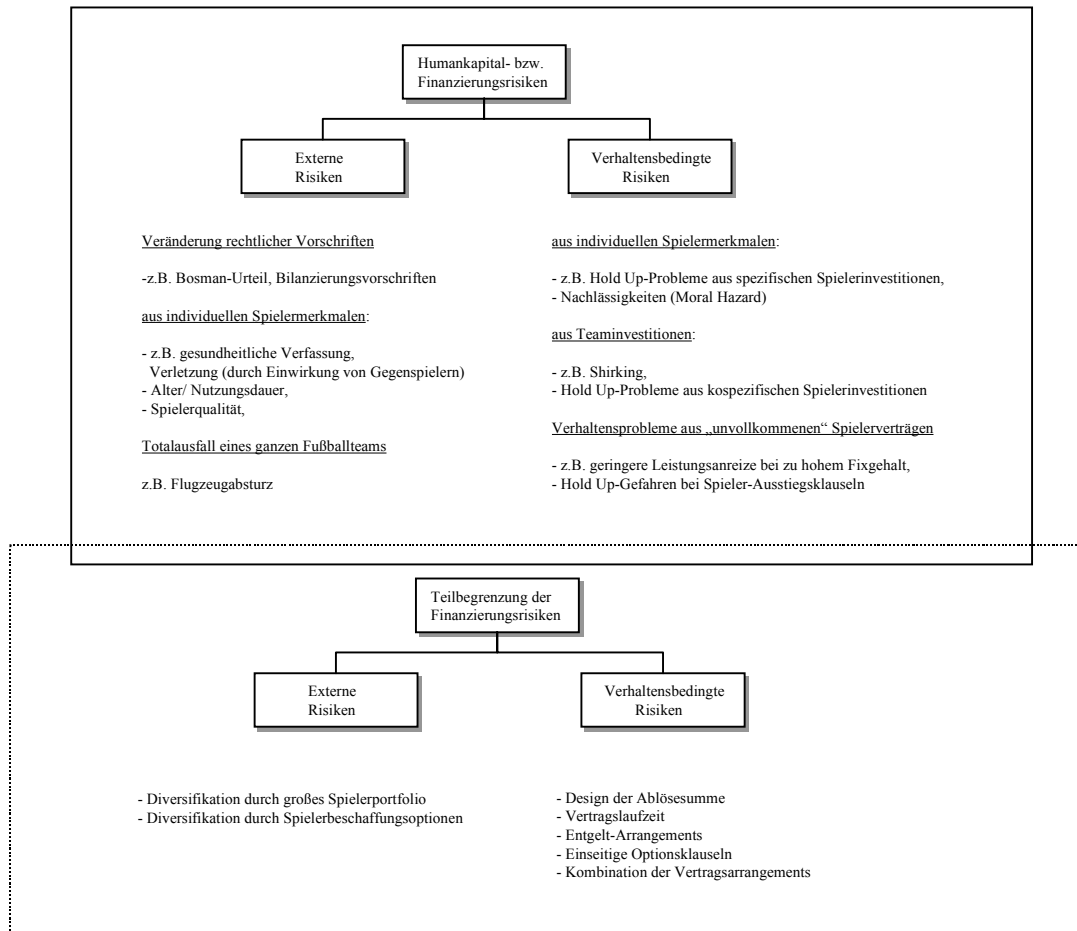 Humankapital- bzw.
Finanzierungsrisiken
Externe
Risiken
Verhaltensbedingte
Risiken
Veränderung rechtlicher Vorschriften
-z.B. Bosman-Urteil, Bilanzierungsvorschriften
aus individuellen Spielermerkmalen:
- z.B. gesundheitliche Verfassung,
Verletzung (durch Einwirkung von Gegenspielern)
- Alter/ Nutzungsdauer,
- Spielerqualität,
Totalausfall eines ganzen Fußballteams
z.B. Flugzeugabsturz
aus individuellen Spielermerkmalen:
- z.B. Hold Up-Probleme aus spezifischen Spielerinvestitionen,
- Nachlässigkeiten (Moral Hazard)
aus Teaminvestitionen:
- z.B. Shirking,
- Hold Up-Probleme aus kospezifischen Spielerinvestitionen
Verhaltensprobleme aus „unvollkommenen“ Spielerverträgen
- z.B. geringere Leistungsanreize bei zu hohem Fixgehalt,
- Hold Up-Gefahren bei Spieler-Ausstiegsklauseln
Teilbegrenzung der
Finanzierungsrisiken
Externe
Risiken
Verhaltensbedingte
Risiken
- Diversifikation durch großes Spielerportfolio
- Diversifikation durch Spielerbeschaffungsoptionen
- Design der Ablösesumme
- Vertragslaufzeit
- Entgelt-Arrangements
- Einseitige Optionsklauseln
- Kombination der Vertragsarrangements